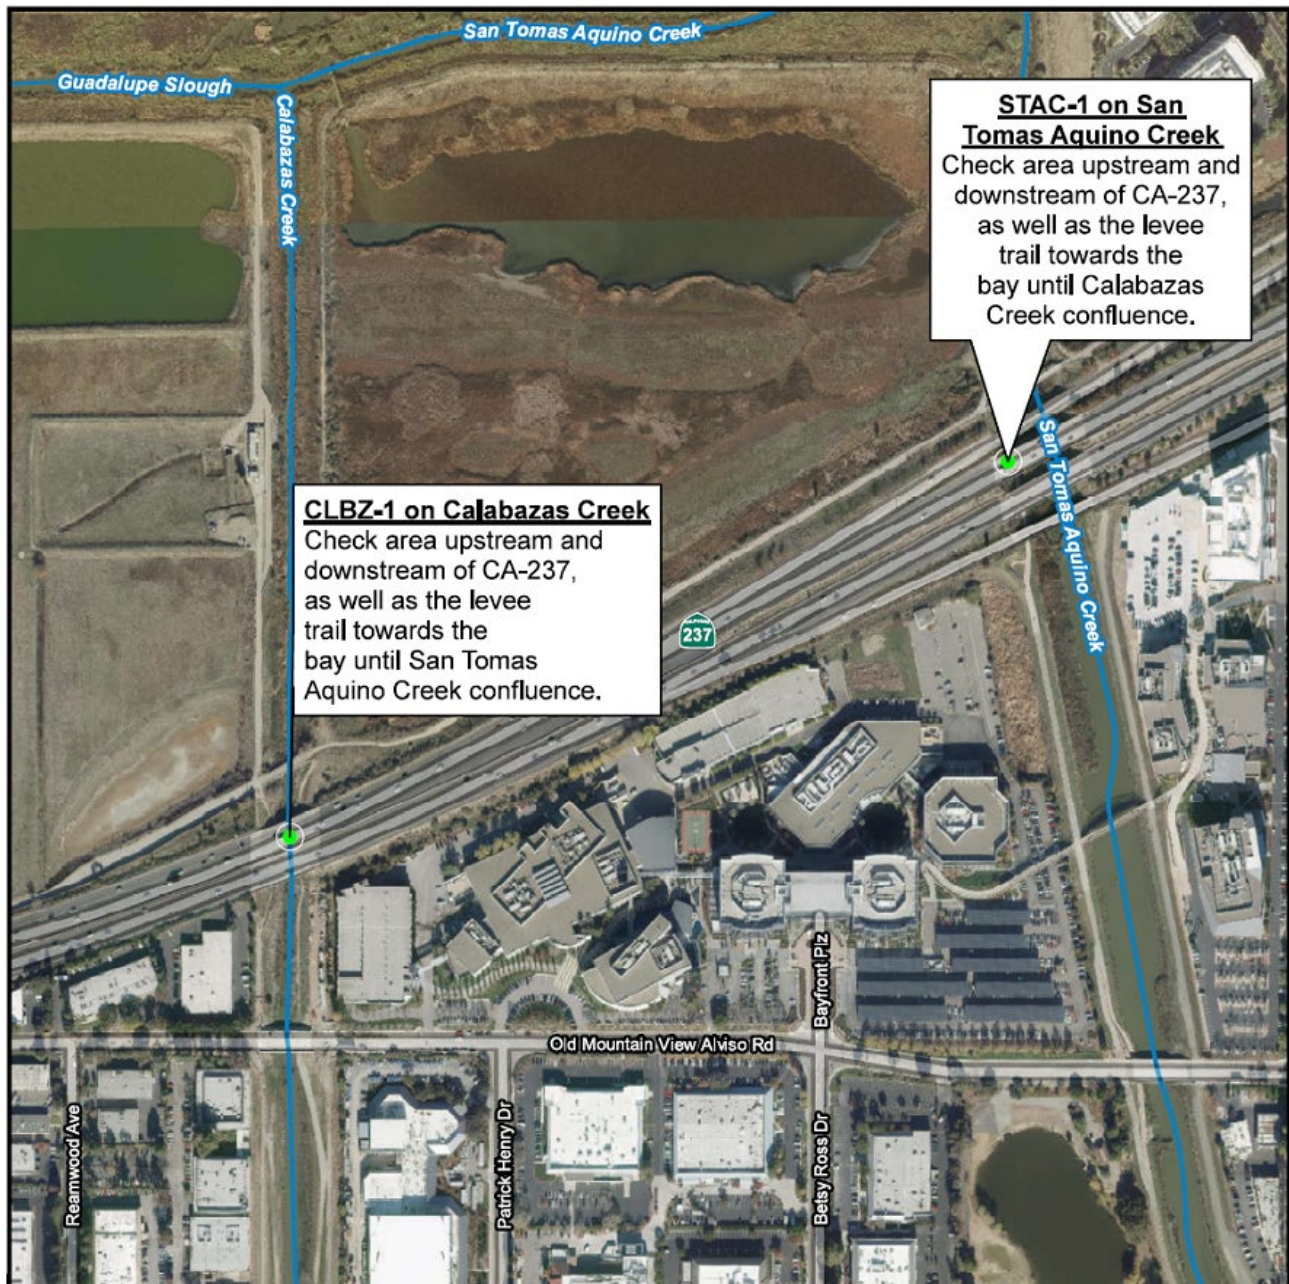 San Tomas Aquino Creek
Guadalupe Slough
Calabazas Creek
STAC-1 on San
Tomas Aquino Creek
Check area upstream and
downstream of CA-237,
as well as the levee
trail towards the
bay until Calabazas
Creek confluence.
San Tomas Aquino Creek
CLBZ-1 on Calabazas Creek
Check area upstream and
downstream of CA-237,
as well as the levee
trail towards the
bay until San Tomas
Aquino Creek confluence.
237
Bayfront Plz
Old Mountain View Alviso Rd
Reamwood Ave
Patrick Henry Dr
Betsy Ross Dr